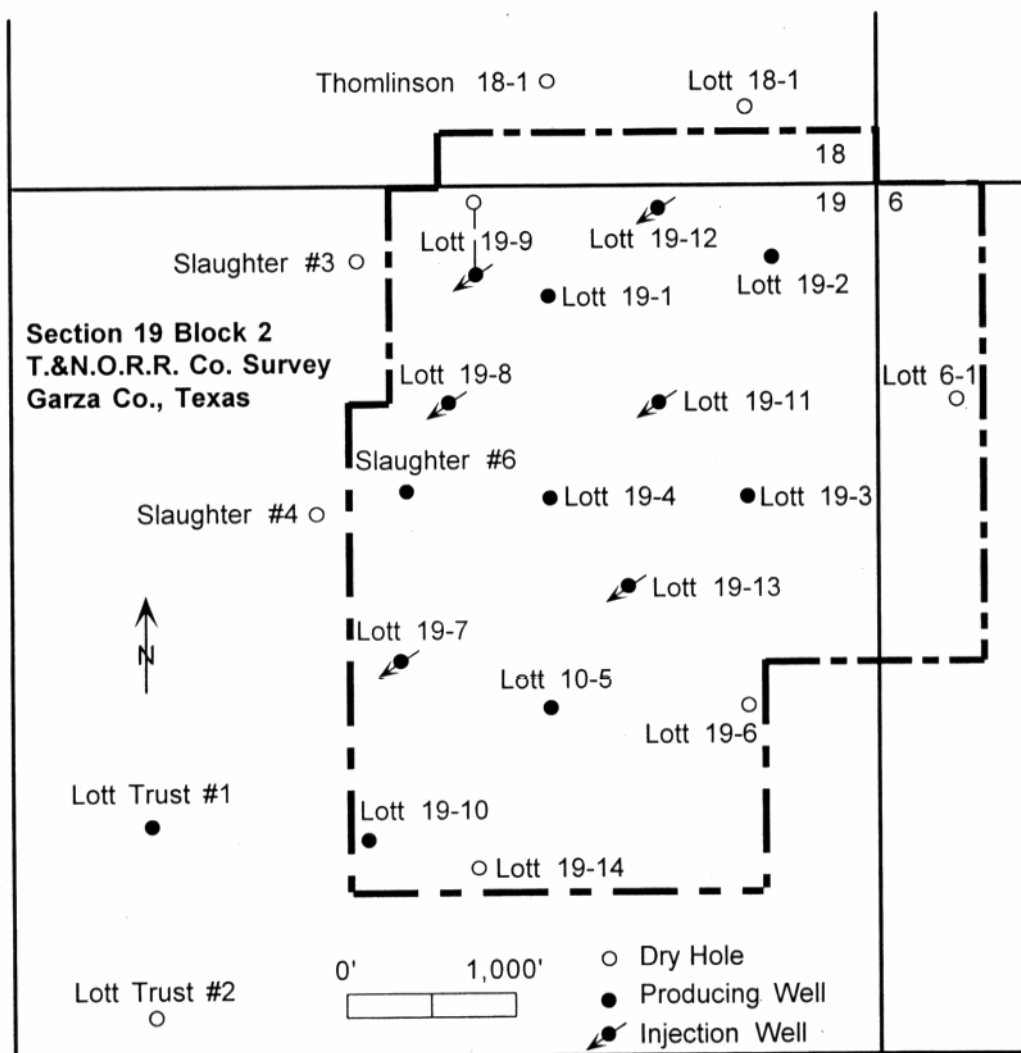 Thomlinson 18-1
Lott 18-1
18
19
6
Lott 19-9
Lott 19-12
Slaughter #3
Lott 19-1
Lott 19-2
Section 19 Block 2
T.&N.O.R.R. Co. Survey
Garza Co., Texas
Lott 19-8
Lott 19-11
Lott 6-1
Slaughter #6
Slaughter #4
Lott 19-4
Lott 19-3
Lott 19-13
N
Lott 19-7
Lott 10-5
Lott 19-6
Lott Trust #1
Lott 19-10
Lott 19-14
0'
1,000'
Dry Hole
Producing Well
Injection Well
Lott Trust #2